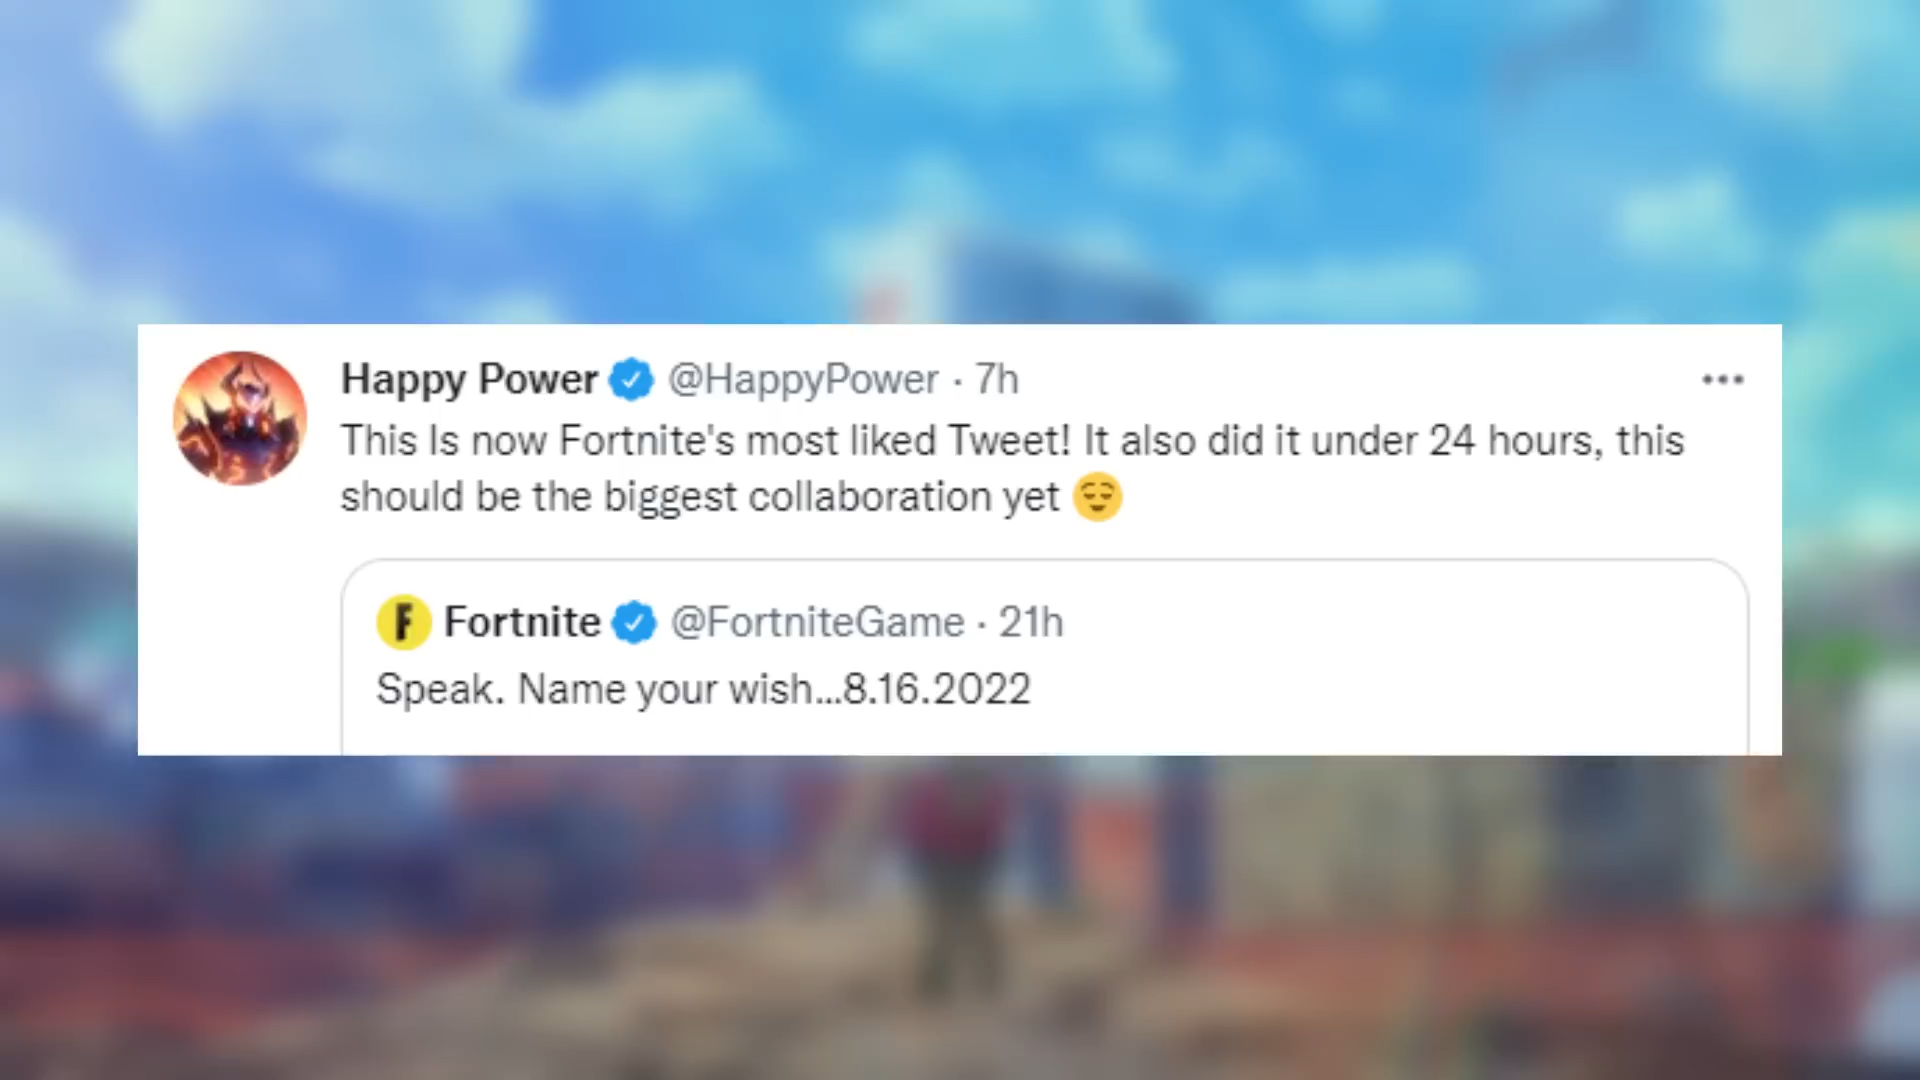 Happy Power @HappyPower · 7h
This Is now Fortnite's most liked Tweet! It also did it under 24 hours, this
should be the biggest collaboration yet 😌
F Fortnite @FortniteGame · 21h
Speak. Name your wish...8.16.2022